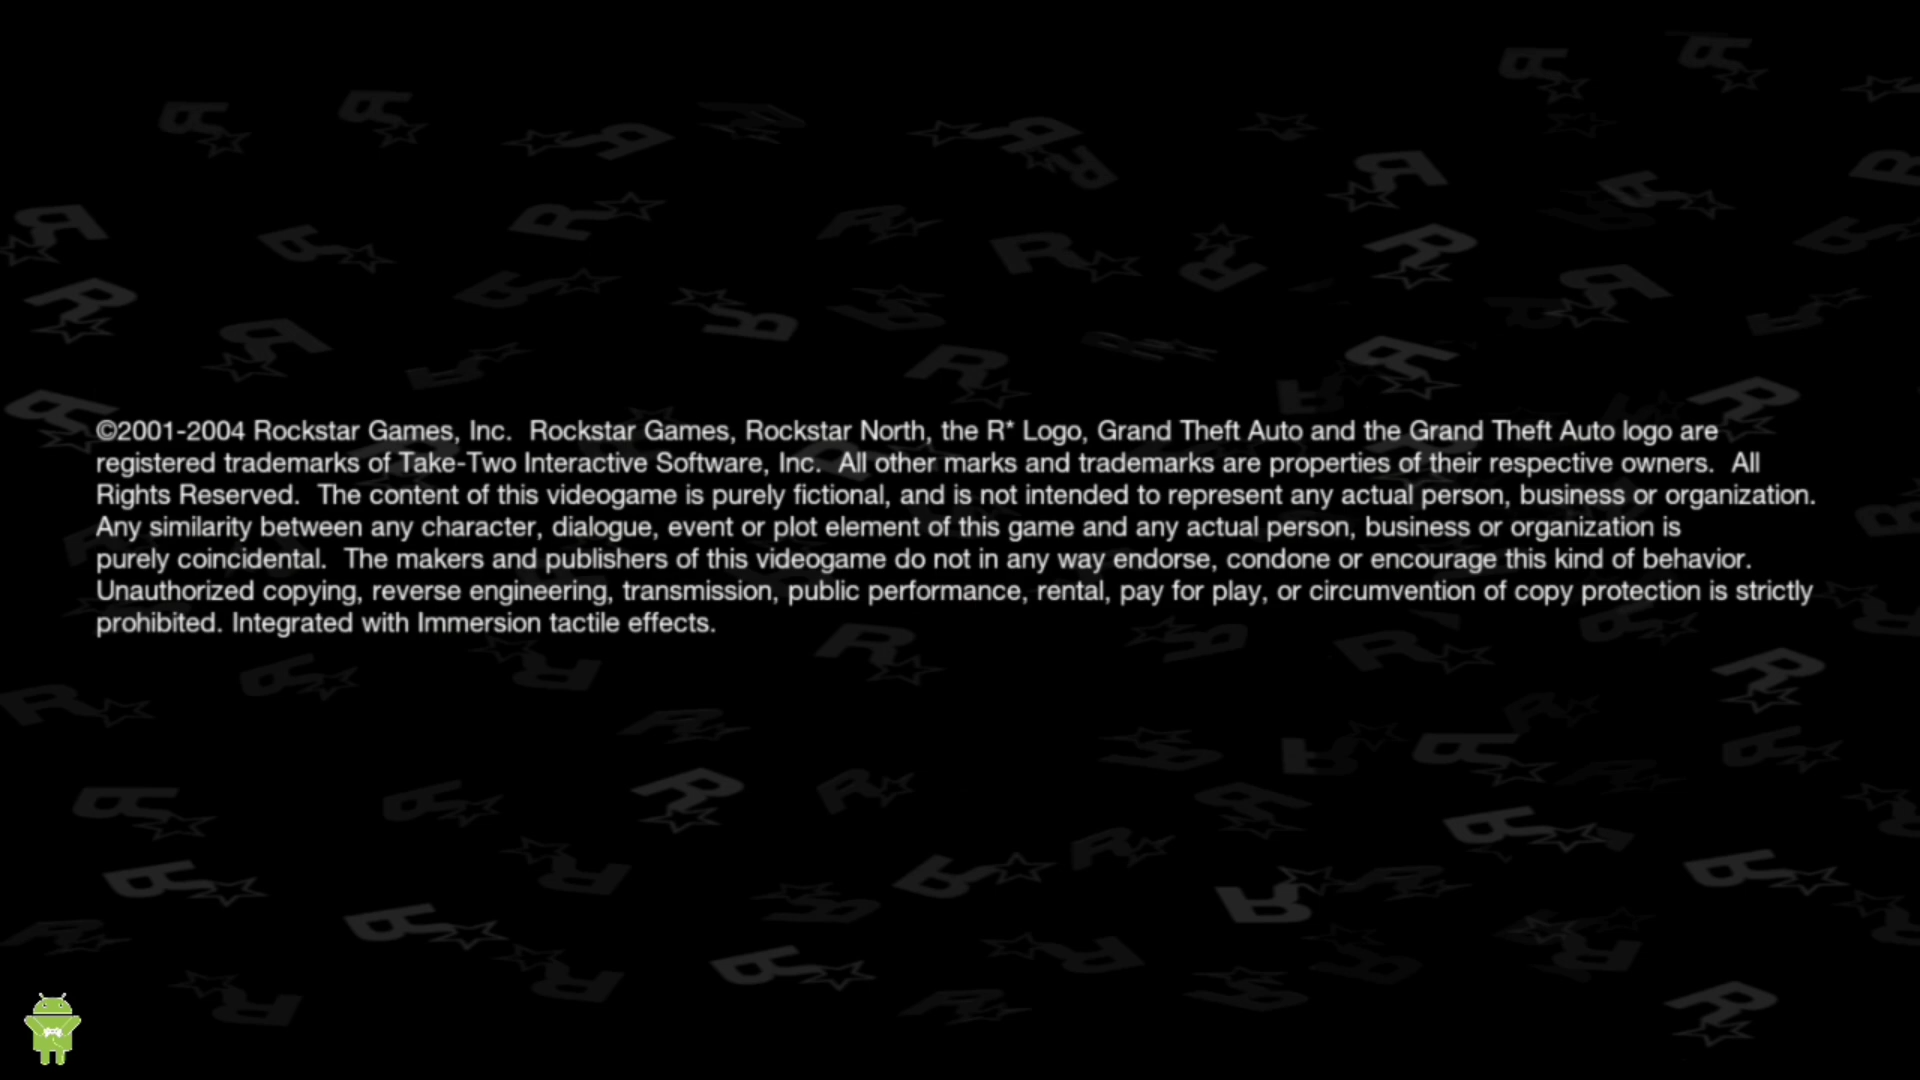 ©2001-2004 Rockstar Games, Inc.  Rockstar Games, Rockstar North, the R* Logo, Grand Theft Auto and the Grand Theft Auto logo are
registered trademarks of Take-Two Interactive Software, Inc.  All other marks and trademarks are properties of their respective owners.  All
Rights Reserved.  The content of this videogame is purely fictional, and is not intended to represent any actual person, business or organization.
Any similarity between any character, dialogue, event or plot element of this game and any actual person, business or organization is
purely coincidental.  The makers and publishers of this videogame do not in any way endorse, condone or encourage this kind of behavior.
Unauthorized copying, reverse engineering, transmission, public performance, rental, pay for play, or circumvention of copy protection is strictly
prohibited. Integrated with Immersion tactile effects.